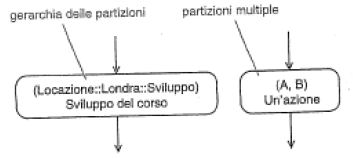 gerarchia delle partizioni
partizioni multiple
(Locazione::Londra::Sviluppo)
Sviluppo del corso
(A, B)
Un'azione